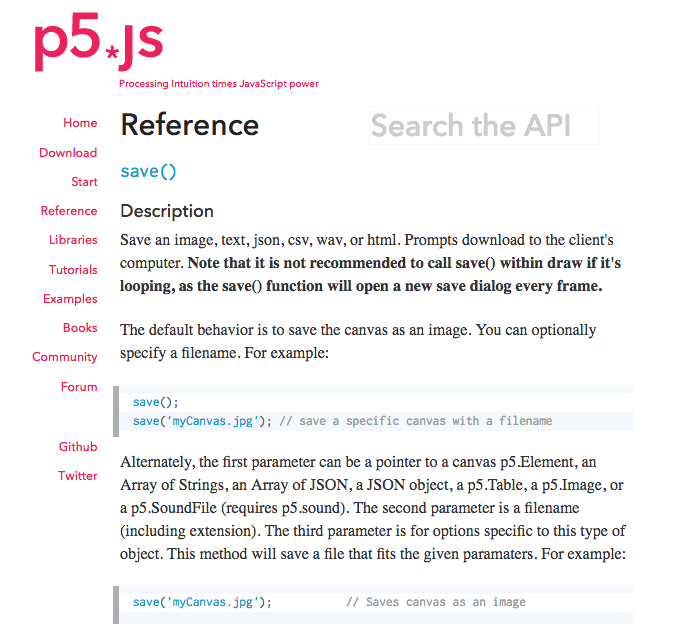 p5*js
Processing Intuition times JavaScript power
Home
Download
Start
Reference
Libraries
Tutorials
Examples
Books
Community
Forum
Github
Twitter
Reference
Search the API
save()
Description
Save an image, text, json, csv, wav, or html. Prompts download to the client's
computer. Note that it is not recommended to call save() within draw if it's
looping, as the save() function will open a new save dialog every frame.
The default behavior is to save the canvas as an image. You can optionally
specify a filename. For example:
save();
save('myCanvas.jpg'); // save a specific canvas with a filename
Alternately, the first parameter can be a pointer to a canvas p5.Element, an
Array of Strings, an Array of JSON, a JSON object, a p5.Table, a p5.Image, or
a p5.SoundFile (requires p5.sound). The second parameter is a filename
(including extension). The third parameter is for options specific to this type of
object. This method will save a file that fits the given paramaters. For example:
save('myCanvas.jpg'); // Saves canvas as an image